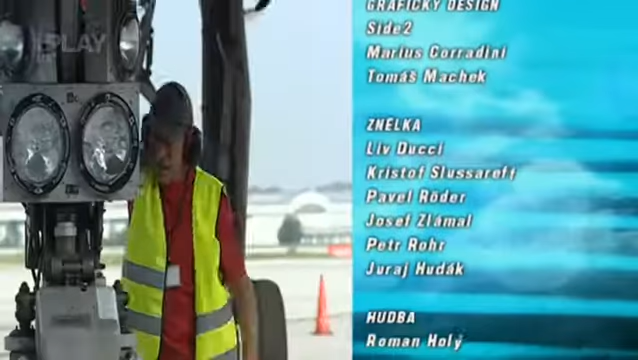 PLAY
GRAFICKÝ DESIGN
Side2
Marius Corradini
Tomáš Machek
ZNĚLKA
Liv Ducci
Kristof Slussareff
Pavel Röder
Josef Zlámal
Petr Rohr
Juraj Hudák
HUDBA
Roman Holý